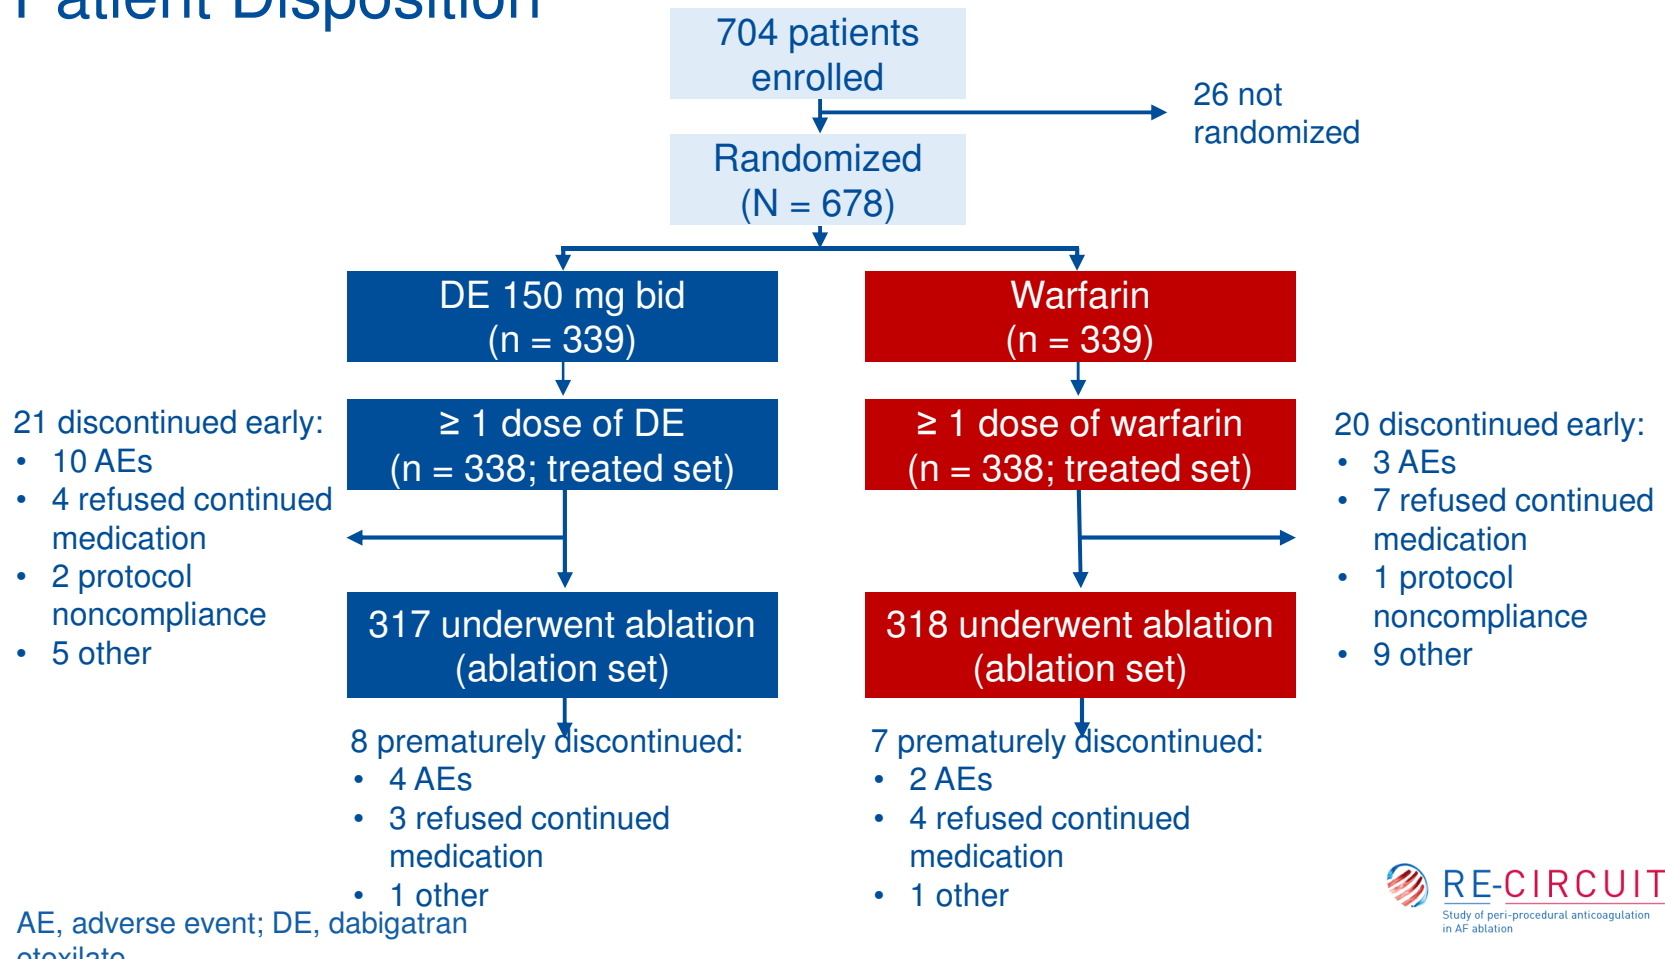 Patient Disposition
704 patients
enrolled
26 not
randomized
Randomized
(N = 678)
DE 150 mg bid
(n = 339)
Warfarin
(n = 339)
21 discontinued early:
• 10 AEs
• 4 refused continued
medication
• 2 protocol
noncompliance
• 5 other
≥ 1 dose of DE
(n = 338; treated set)
≥ 1 dose of warfarin
(n = 338; treated set)
20 discontinued early:
• 3 AEs
• 7 refused continued
medication
• 1 protocol
noncompliance
• 9 other
317 underwent ablation
(ablation set)
318 underwent ablation
(ablation set)
8 prematurely discontinued:
• 4 AEs
• 3 refused continued
medication
• 1 other
7 prematurely discontinued:
• 2 AEs
• 4 refused continued
medication
• 1 other
AE, adverse event; DE, dabigatran
etexilate
RE-CIRCUIT
Study of peri-procedural anticoagulation
in AF ablation